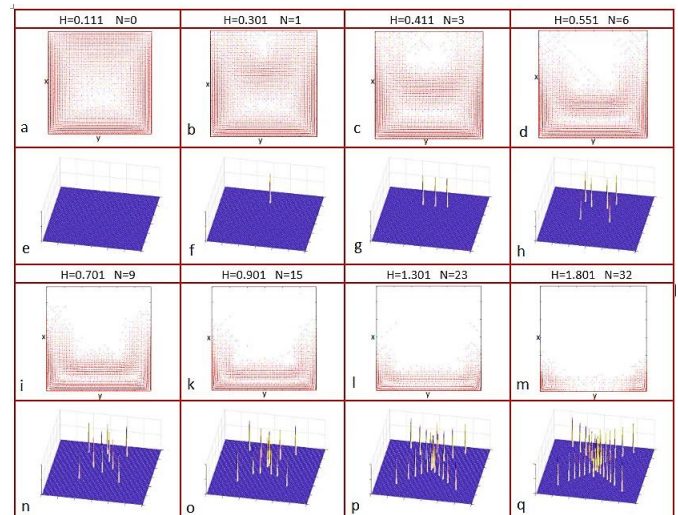 H=0.111 N=0 H=0.301 N=1 H=0.411 N=3 H=0.551 N=6
x x x x
a b c d
y y y y
e f g h
H=0.701 N=9 H=0.901 N=15 H=1.301 N=23 H=1.801 N=32
x x x x
i k l m
y y y y
n o p q